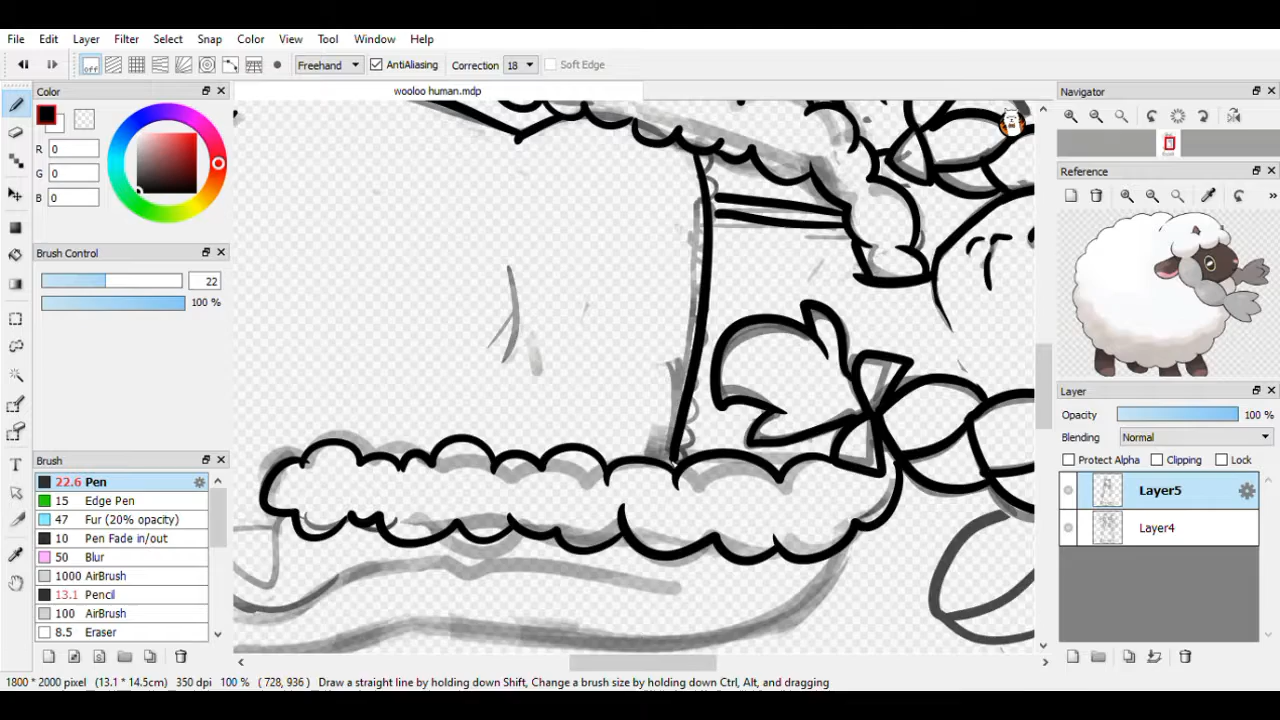 File Edit Layer Filter Select Snap Color View Tool Window Help
off Freehand AntiAliasing Correction 18 Soft Edge
Color
wooloo human.mdp
Navigator
R 0
G 0
B 0
Reference
Brush Control
22
100 %
Layer
Opacity 100 %
Blending Normal
Protect Alpha Clipping Lock
Layer5
Layer4
Brush
22.6 Pen
15 Edge Pen
47 Fur (20% opacity)
10 Pen Fade in/out
50 Blur
1000 AirBrush
13.1 Pencil
100 AirBrush
8.5 Eraser
1800 * 2000 pixel (13.1 * 14.5cm) 350 dpi 100 % ( 728, 936 ) Draw a straight line by holding down Shift, Change a brush size by holding down Ctrl, Alt, and dragging